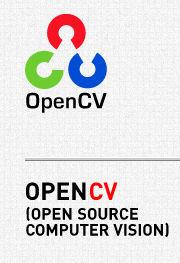 OpenCV
OPENCV
(OPEN SOURCE
COMPUTER VISION)